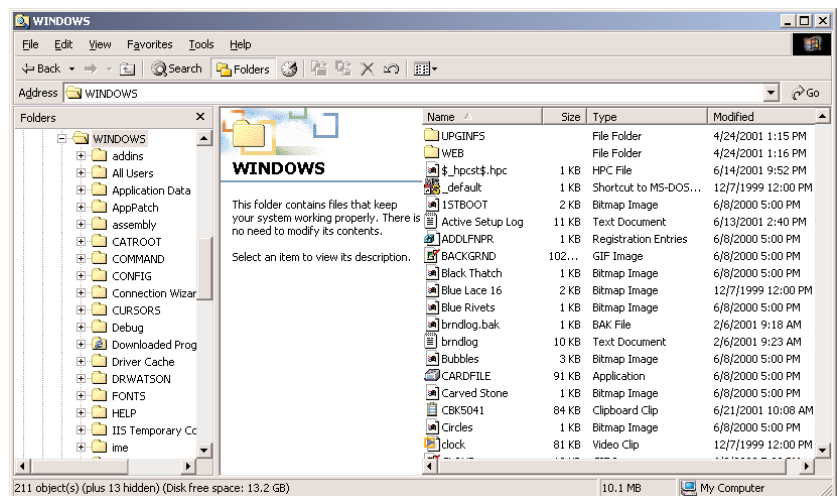 WINDOWS
File Edit View Favorites Tools Help
Back Search Folders
Address WINDOWS Go
Folders
WINDOWS
addins
All Users
Application Data
AppPatch
assembly
CATROOT
COMMAND
CONFIG
Connection Wizar
CURSORS
Debug
Downloaded Prog
Driver Cache
DRWATSON
FONTS
HELP
IIS Temporary Cc
ime
WINDOWS
This folder contains files that keep
your system working properly. There is
no need to modify its contents.
Select an item to view its description.
Name Size Type Modified
UPGINFS File Folder 4/24/2001 1:15 PM
WEB File Folder 4/24/2001 1:16 PM
$_hpcst$.hpc 1 KB HPC File 6/14/2001 9:52 PM
_default 1 KB Shortcut to MS-DOS... 12/7/1999 12:00 PM
1STBOOT 2 KB Bitmap Image 6/8/2000 5:00 PM
Active Setup Log 11 KB Text Document 6/13/2001 2:40 PM
ADDLFNPR 1 KB Registration Entries 6/8/2000 5:00 PM
BACKGRND 102... GIF Image 6/8/2000 5:00 PM
Black Thatch 1 KB Bitmap Image 6/8/2000 5:00 PM
Blue Lace 16 2 KB Bitmap Image 12/7/1999 12:00 PM
Blue Rivets 1 KB Bitmap Image 6/8/2000 5:00 PM
brndlog.bak 1 KB BAK File 2/6/2001 9:18 AM
brndlog 10 KB Text Document 2/6/2001 9:23 AM
Bubbles 3 KB Bitmap Image 6/8/2000 5:00 PM
CARDFILE 91 KB Application 6/8/2000 5:00 PM
Carved Stone 1 KB Bitmap Image 6/8/2000 5:00 PM
CBK5041 84 KB Clipboard Clip 6/21/2001 10:08 AM
Circles 1 KB Bitmap Image 6/8/2000 5:00 PM
clock 81 KB Video Clip 12/7/1999 12:00 PM
211 object(s) (plus 13 hidden) (Disk free space: 13.2 GB) 10.1 MB My Computer